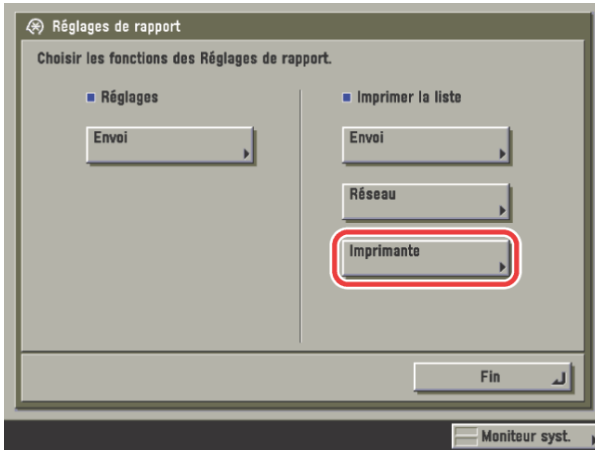 Réglages de rapport
Choisir les fonctions des Réglages de rapport.
Réglages
Envoi
Imprimer la liste
Envoi
Réseau
Imprimante
Fin
Moniteur syst.